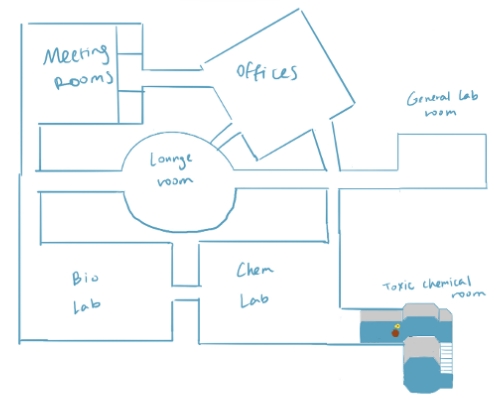 Meeting
Rooms
Offices
General Lab
room
Lounge
room
Bio
Lab
Chem
Lab
Toxic chemical
room